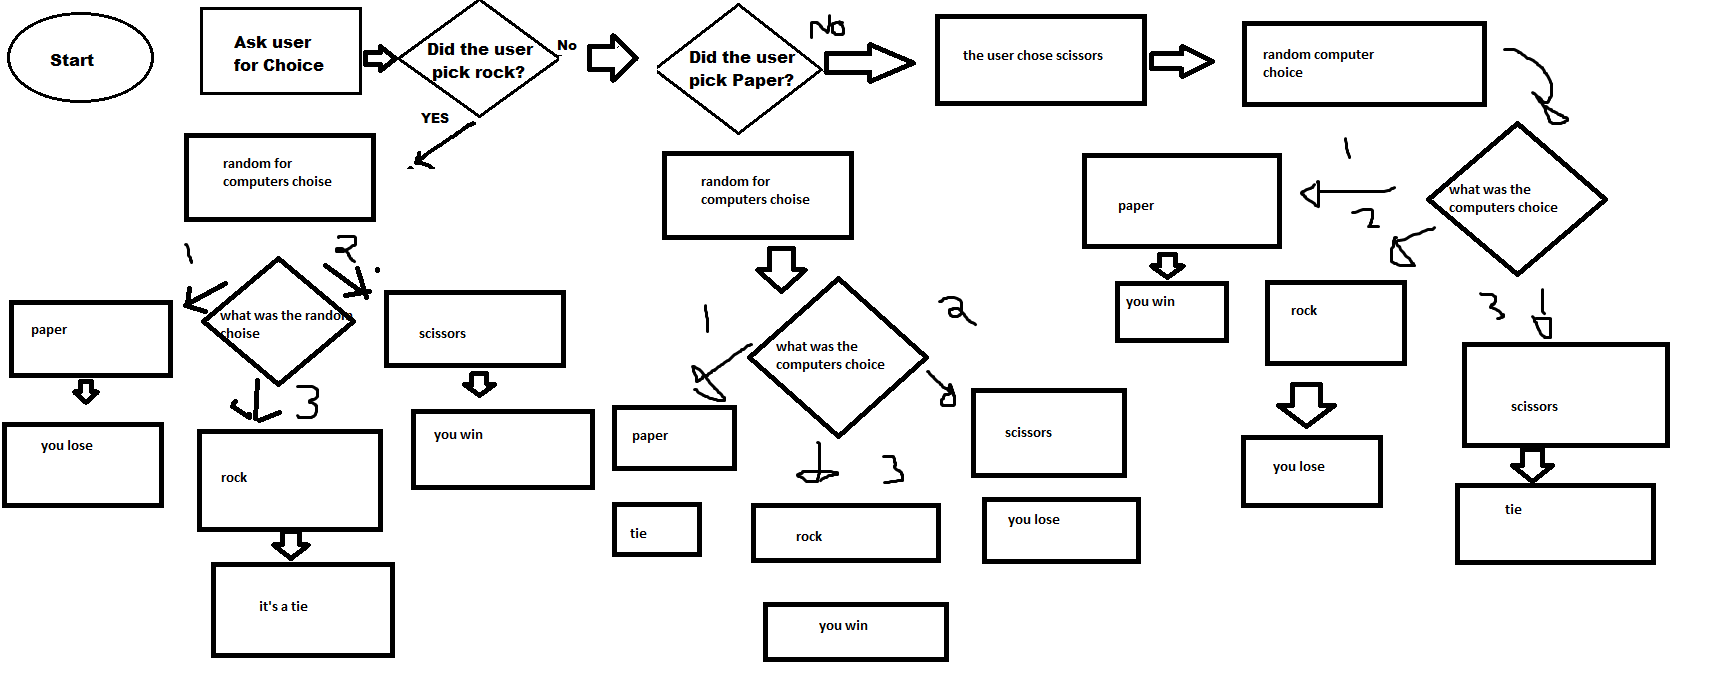 Start
Ask user
for Choice
Did the user
pick rock?
No
Did the user
pick Paper?
No
the user chose scissors
random computer
choice
YES
random for
computers choise
random for
computers choise
1
paper
what was the
computers choice
2
1
2
what was the random
choise
paper
scissors
3
you lose
you win
rock
it's a tie
1
2
what was the
computers choice
paper
scissors
3
tie
rock
you lose
you win
you win
rock
3
scissors
you lose
tie